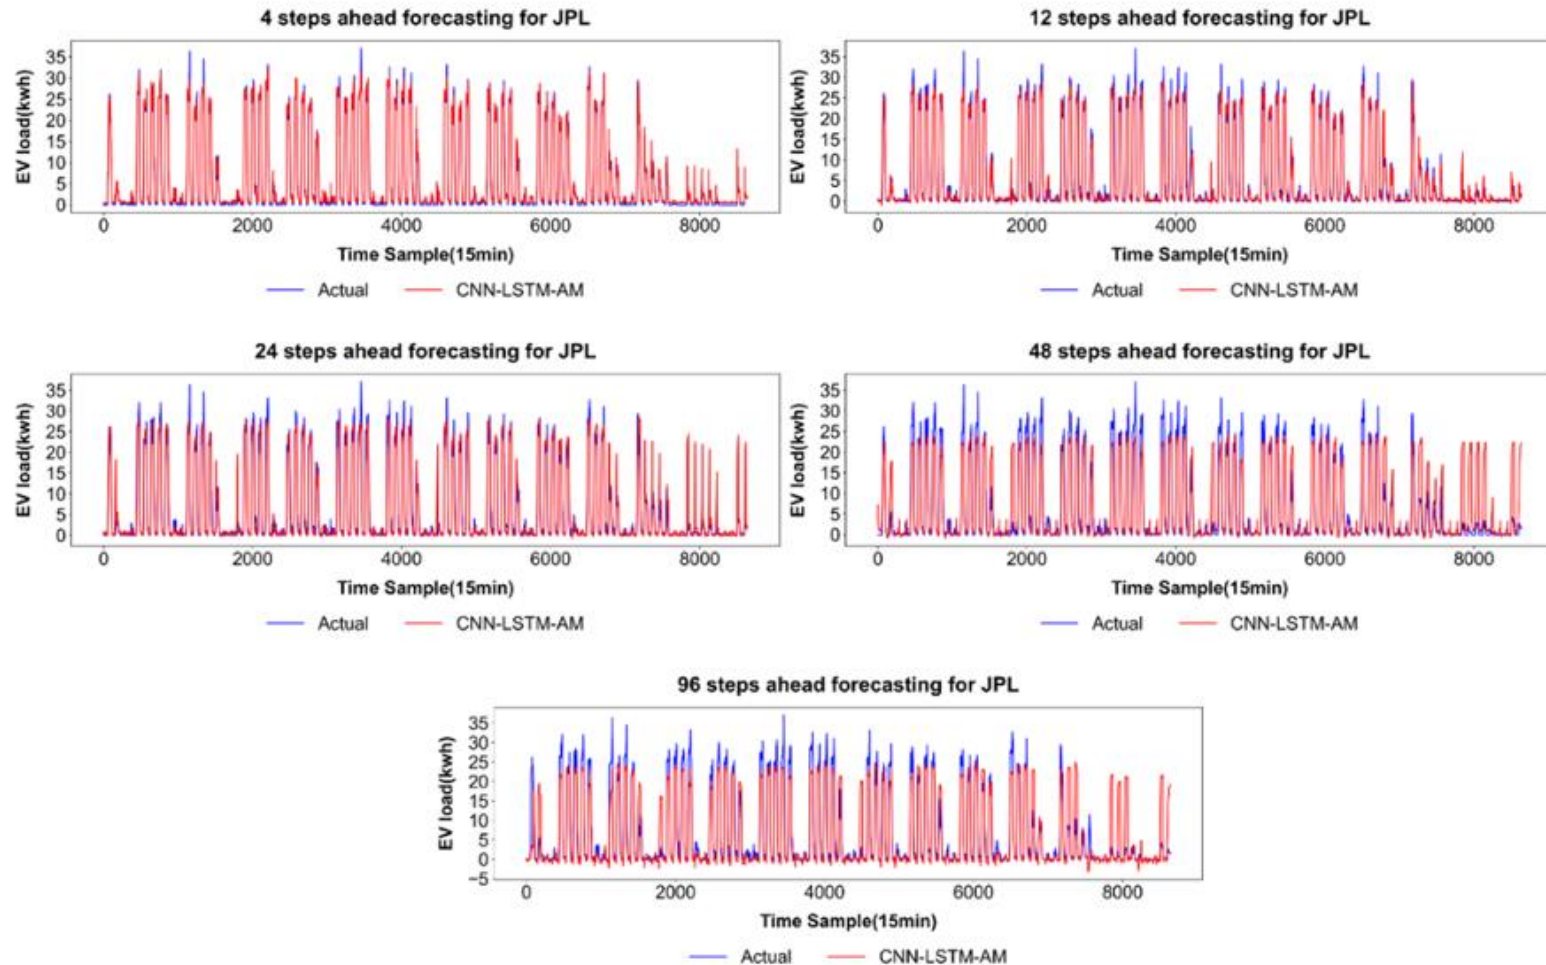 4 steps ahead forecasting for JPL
EV load(kwh)
35
30
25
20
15
10
5
0
0 2000 4000 6000 8000
Time Sample(15min)
Actual CNN-LSTM-AM
12 steps ahead forecasting for JPL
EV load(kwh)
35
30
25
20
15
10
5
0
0 2000 4000 6000 8000
Time Sample(15min)
Actual CNN-LSTM-AM
24 steps ahead forecasting for JPL
EV load(kwh)
35
30
25
20
15
10
5
0
0 2000 4000 6000 8000
Time Sample(15min)
Actual CNN-LSTM-AM
48 steps ahead forecasting for JPL
EV load(kwh)
35
30
25
20
15
10
5
0
0 2000 4000 6000 8000
Time Sample(15min)
Actual CNN-LSTM-AM
96 steps ahead forecasting for JPL
EV load(kwh)
35
30
25
20
15
10
5
0
−5
0 2000 4000 6000 8000
Time Sample(15min)
Actual CNN-LSTM-AM